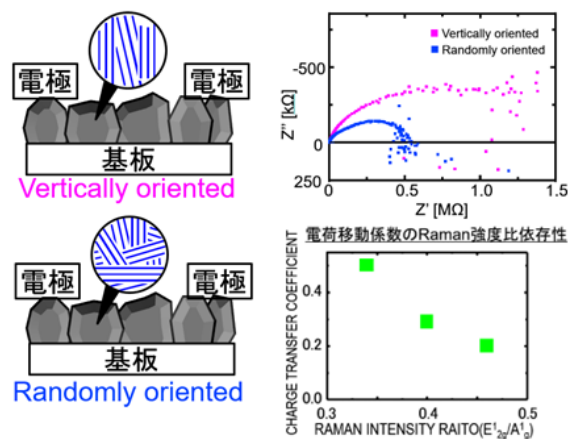 電極
電極
基板
Vertically oriented
電極
電極
基板
Randomly oriented
Vertically oriented
Randomly oriented
Z'' [kΩ]
-500
0
250
0
0.5
1.0
1.5
Z' [MΩ]
電荷移動係数のRaman強度比依存性
CHARGE TRANSFER COEFFICIENT
0.4
0.2
0.0
0.3
0.4
0.5
RAMAN INTENSITY RAITO(E¹2g/A¹g)